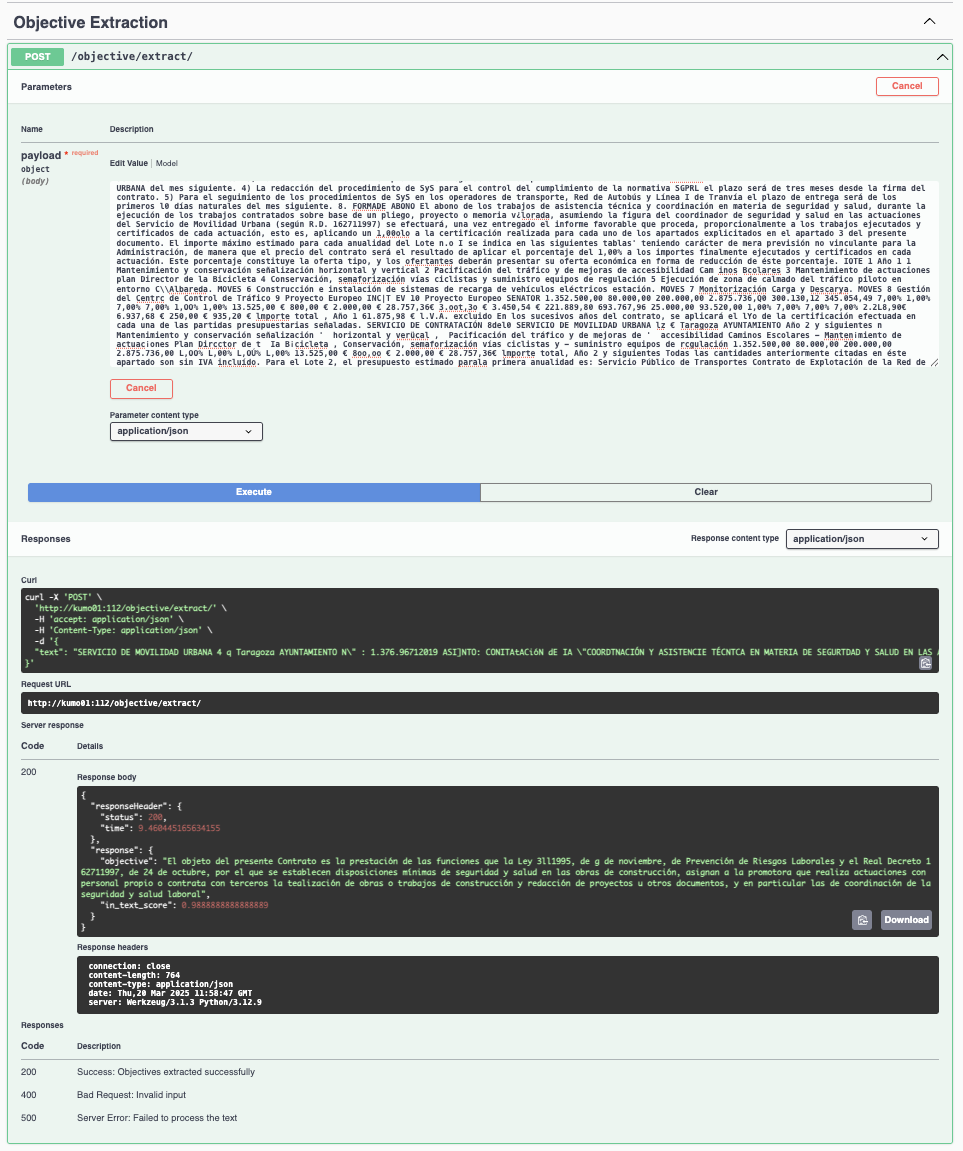 Objective Extraction
POST /objective/extract/
Parameters
Cancel
Name Description
payload * required
object
(body)
Edit Value | Model
URBANA del mes siguiente. 4) La redacción del procedimiento de SyS para el control del cumplimiento de la normativa SGPRL el plazo será de tres meses desde la firma del
contrato. 5) Para el seguimiento de los procedimientos de SyS en los operadores de transporte, Red de Autobús y Línea I de Tranvia el plazo de entrega será de los
primeros l0 días naturales del mes siguiente. 8. FORMADE ABONO El abono de los trabajos de asistencia técnica y coordinación en materia de seguridad y salud, durante la
ejecución de los trabajos contratados sobre base de un pliego, proyecto o memoria vzlorada, asumiendo la figura del coordinador de seguridad y salud en las actuaciones
del Servicio de Movilidad Urbana (según R.D. 162711997) se efectuará, una vez entregado el informe favorable que proceda, proporcionalmente a los trabajos ejecutados y
certificados de cada actuación, esto es, aplicando un 1,00olo a la certificación realizada para cada uno de los apartados explicitados en el apartado 3 del presente
documento. El importe máximo estimado para cada anualidad del Lote n.o I se indica en las siguientes tablas' teniendo carácter de mera previsión no vinculante para la
Administración, de manera que el precio del contrato será el resultado de aplicar el porcentaje del 1,00% a los importes finalmente ejecutados y certificados en cada
actuación. Este porcentaje constituye la oferta tipo, y los ofertantes deberán presentar su oferta económica en forma de reducción de éste porcentaje. IOTE 1 Año 1 1
Mantenimiento y conservación señalización horizontal y vertical 2 Pacificación del tráfico y de mejoras de accesibilidad Cam inos Bcolares 3 Mantenimiento de actuaciones
plan Director de la Bicicleta 4 Conservación, semaforización vías ciclistas y suministro equipos de regulación 5 Ejecución de zona de calmado del tráfico piloto en
entorno C\\Albareda. MOVES 6 Construcción e instalación de sistemas de recarga de vehículos eléctricos estación. MOVES 7 Monitorización Carga y Descarya. MOVES 8 Gestión
del Centrc de Control de Tráfico 9 Proyecto Europeo INC|T EV 10 Proyecto Europeo SENATOR 1.352.500,00 80.000,00 200.000,00 2.875.736,Q0 300.130,12 345.054,49 7,00% 1,00%
7,00% 7,00% 1,OO% 1,00% 13.525,00 € 800,00 € 2.000,00 € 28.757,36€ 3.oot,3o € 3.450,54 € 221.889,80 693.767,96 25.000,00 93.520,00 1,00% 7,00% 7,00% 7,00% 2.2L8,90€
6.937,68 € 250,00 € 935,20 € lmporte total , Año 1 61.875,98 € l.V.A. excluido En los sucesivos años del contrato, se aplicará el lYo de la certificación efectuada en
cada una de las partidas presupuestarias señaladas. SERVICIO DE CONTRATACIÓN 8del0 SERVICIO DE MOVILIDAD URBANA lz € Taragoza AYUNTAMIENTO Año 2 y siguientes n
Mantenimiento y conservación señalización ' horizontal y verücal , Pacificación del tráfico y de mejoras de ' accesibilidad Caminos Escolares - Manteniмiento de
actuaciones Plan Dircctor de t Ia Bicicleta , Conservación, semaforización vías ciclistas y - suministro equipos de rcgulación 1.352.500,00 80.000,00 200.000,00
2.875.736,00 L,OO% L,00% L,OU% L,00% 13.525,00 € 8oo,oo € 2.000,00 € 28.757,36€ lmporte total, Año 2 y siguientes Todas las cantidades anteriormente citadas en éste
apartado son sin IVA incluido. Para el Lote 2, el presupuesto estimado parala primera anualidad es: Servicio Público de Transportes Contrato de Explotación de la Red de
Cancel
Parameter content type
application/json
Execute Clear
Responses
Response content type application/json
Curl
curl -X 'POST' \
'http://kumo01:112/objective/extract/' \
-H 'accept: application/json' \
-H 'Content-Type: application/json' \
-d '{
"text": "SERVICIO DE MOVILIDAD URBANA 4 q Taragoza AYUNTAMIENTO N\" : 1.376.96712019 ASI]NTO: CONITAtACióN dE IA \"COORDTNACIÓN Y ASISTENCIE TÉCNTCA EN MATERIA DE SEGURTDAD Y SALUD EN LAS
}'
Request URL
http://kumo01:112/objective/extract/
Server response
Code Details
200
Response body
{
"responseHeader": {
"status": 200,
"time": 9.460445165634155
},
"response": {
"objective": "El objeto del presente Contrato es la prestación de las funciones que la Ley 3ll1995, de g de noviembre, de Prevención de Riesgos Laborales y el Real Decreto 1
62711997, de 24 de octubre, por el que se establecen disposiciones mínimas de seguridad y salud en las obras de construcción, asignan a la promotora que realiza actuaciones con
personal propio o contrata con terceros la tealización de obras o trabajos de construcción y redacción de proyectos u otros documentos, y en particular las de coordinación de la
seguridad y salud laboral",
"in_text_score": 0.9888888888888889
}
}
Download
Response headers
connection: close
content-length: 764
content-type: application/json
date: Thu,20 Mar 2025 11:58:47 GMT
server: Werkzeug/3.1.3 Python/3.12.9
Responses
Code Description
200 Success: Objectives extracted successfully
400 Bad Request: Invalid input
500 Server Error: Failed to process the text